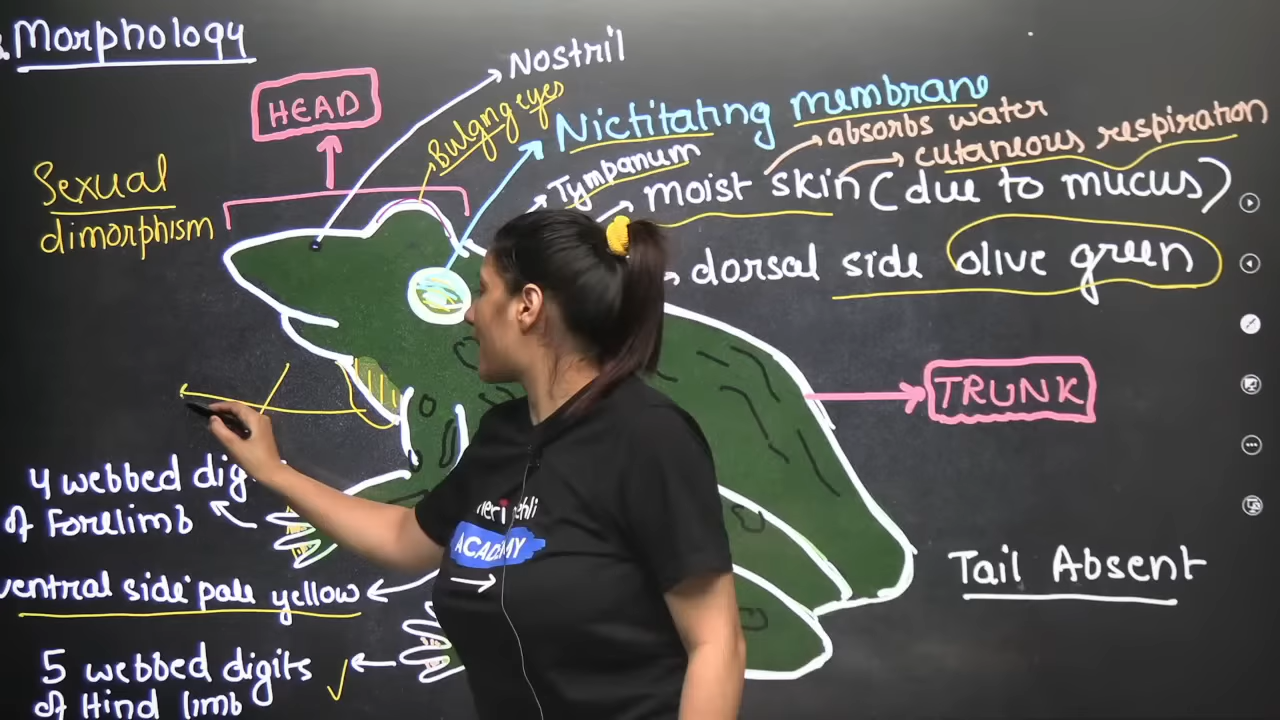 Morphology
HEAD
Nostril
Bulging eyes
Nictitating membrane
absorbs water
cutaneous respiration
Tympanum
moist skin (due to mucus)
Sexual
dimorphism
dorsal side olive green
TRUNK
4 webbed dig
of Forelimb
ventral side pale yellow
5 webbed digits
of Hind limb
Tail Absent
ACADEMY